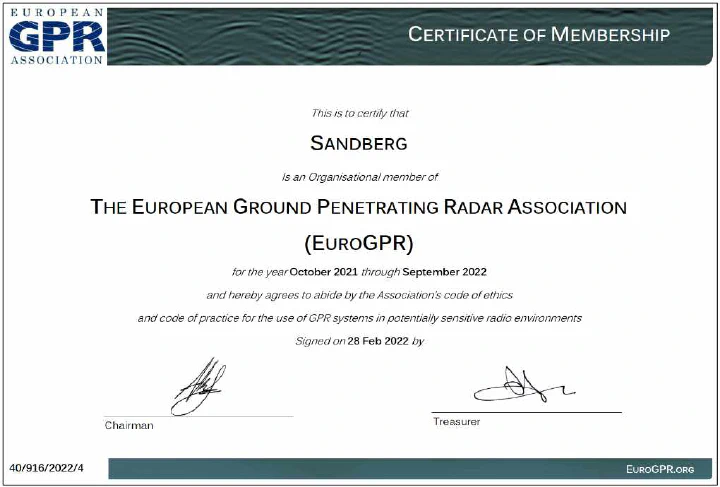 EUROPEAN
GPR
ASSOCIATION
CERTIFICATE OF MEMBERSHIP
This is to certify that
SANDBERG
is an Organisational member of
THE EUROPEAN GROUND PENETRATING RADAR ASSOCIATION
(EUROGPR)
for the year October 2021 through September 2022
and hereby agrees to abide by the Association's code of ethics
and code of practice for the use of GPR systems in potentially sensitive radio environments
Signed on 28 Feb 2022 by
Chairman
Treasurer
40/916/2022/4
EUROGPR.ORG